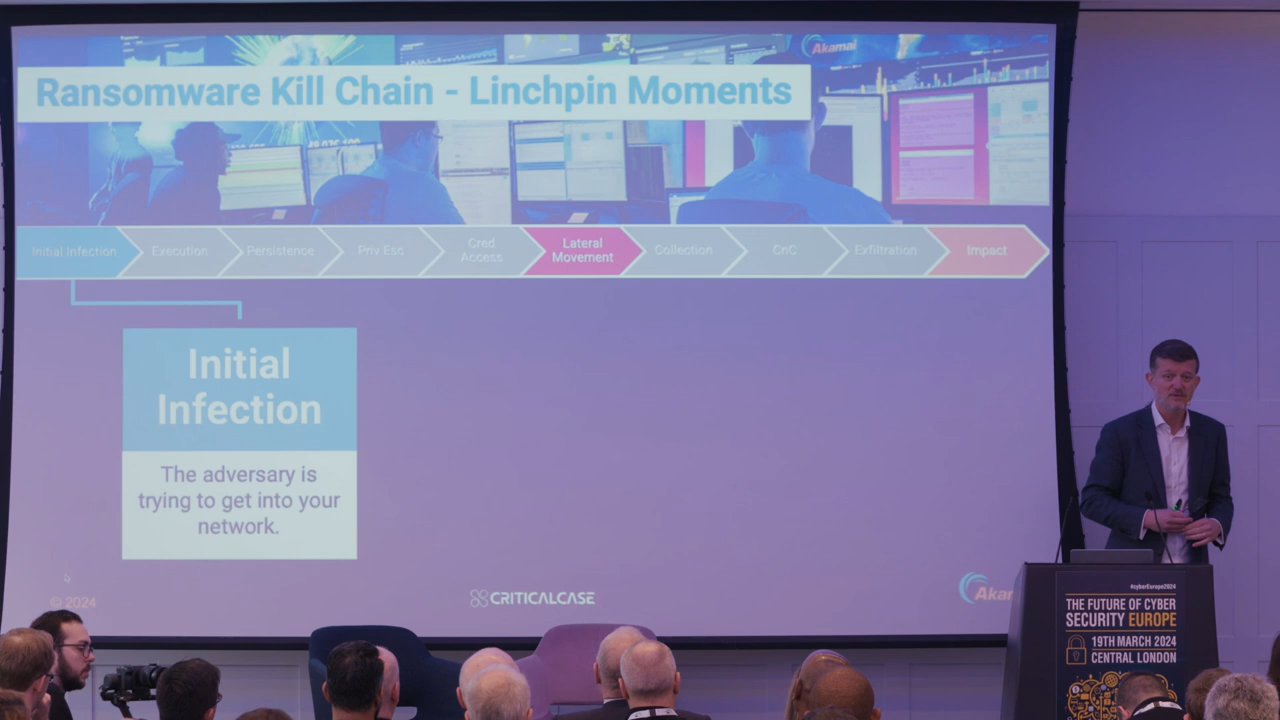 Akamai
Ransomware Kill Chain - Linchpin Moments
Initial Infection
Execution
Persistence
Priv Esc
Cred
Access
Lateral
Movement
Collection
CnC
Exfiltration
Impact
Initial
Infection
The adversary is
trying to get into your
network.
© 2024
CRITICALCASE
Akam
#cyberEurope2024
THE FUTURE OF CYBER
SECURITY EUROPE
19TH MARCH 2024
CENTRAL LONDON